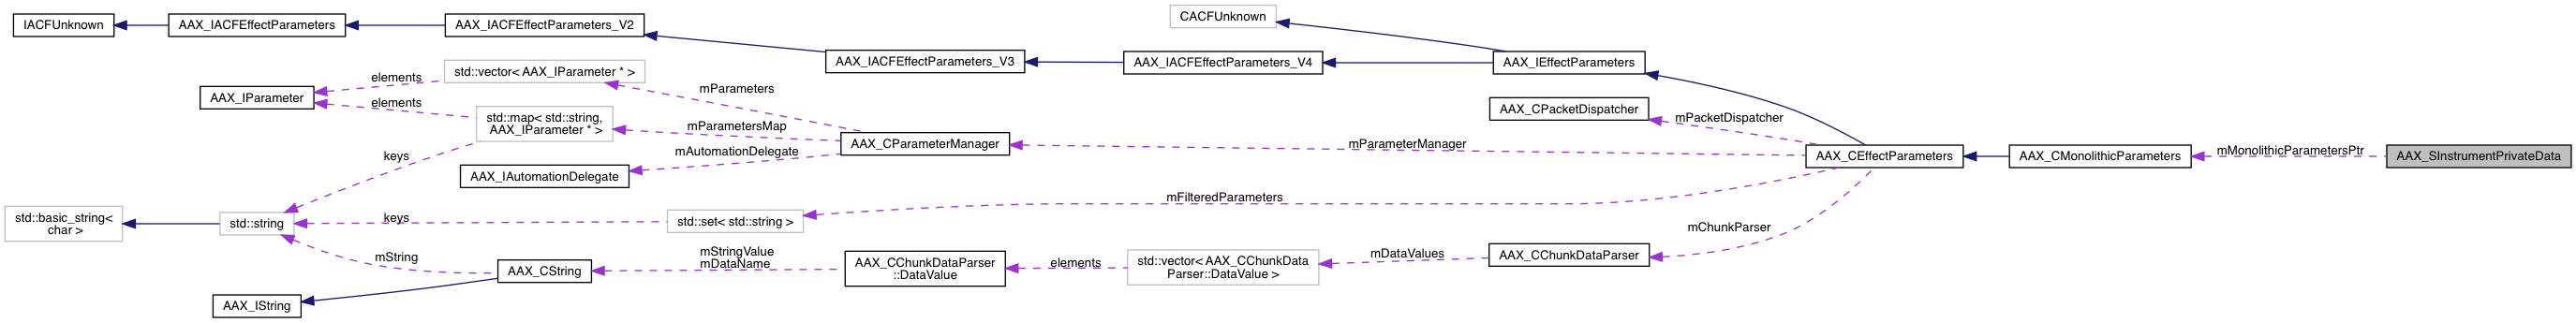 CACFUnknown
IACFUnknown
AAX_IACFEffectParameters
AAX_IACFEffectParameters_V2
AAX_IACFEffectParameters_V3
AAX_IACFEffectParameters_V4
AAX_IEffectParameters
elements
std::vector< AAX_IParameter * >
mParameters
AAX_IParameter
elements
std::map< std::string,
AAX_IParameter * >
mParametersMap
AAX_CPacketDispatcher
mPacketDispatcher
AAX_CParameterManager
mParameterManager
keys
mAutomationDelegate
AAX_IAutomationDelegate
AAX_CEffectParameters
AAX_CMonolithicParameters
mMonolithicParametersPtr
AAX_SInstrumentPrivateData
std::basic_string<
char >
std::string
keys
std::set< std::string >
mFilteredParameters
mChunkParser
mString
AAX_CString
mStringValue
mDataName
AAX_CChunkDataParser
::DataValue
elements
std::vector< AAX_CChunkData
Parser::DataValue >
mDataValues
AAX_CChunkDataParser
AAX_IString